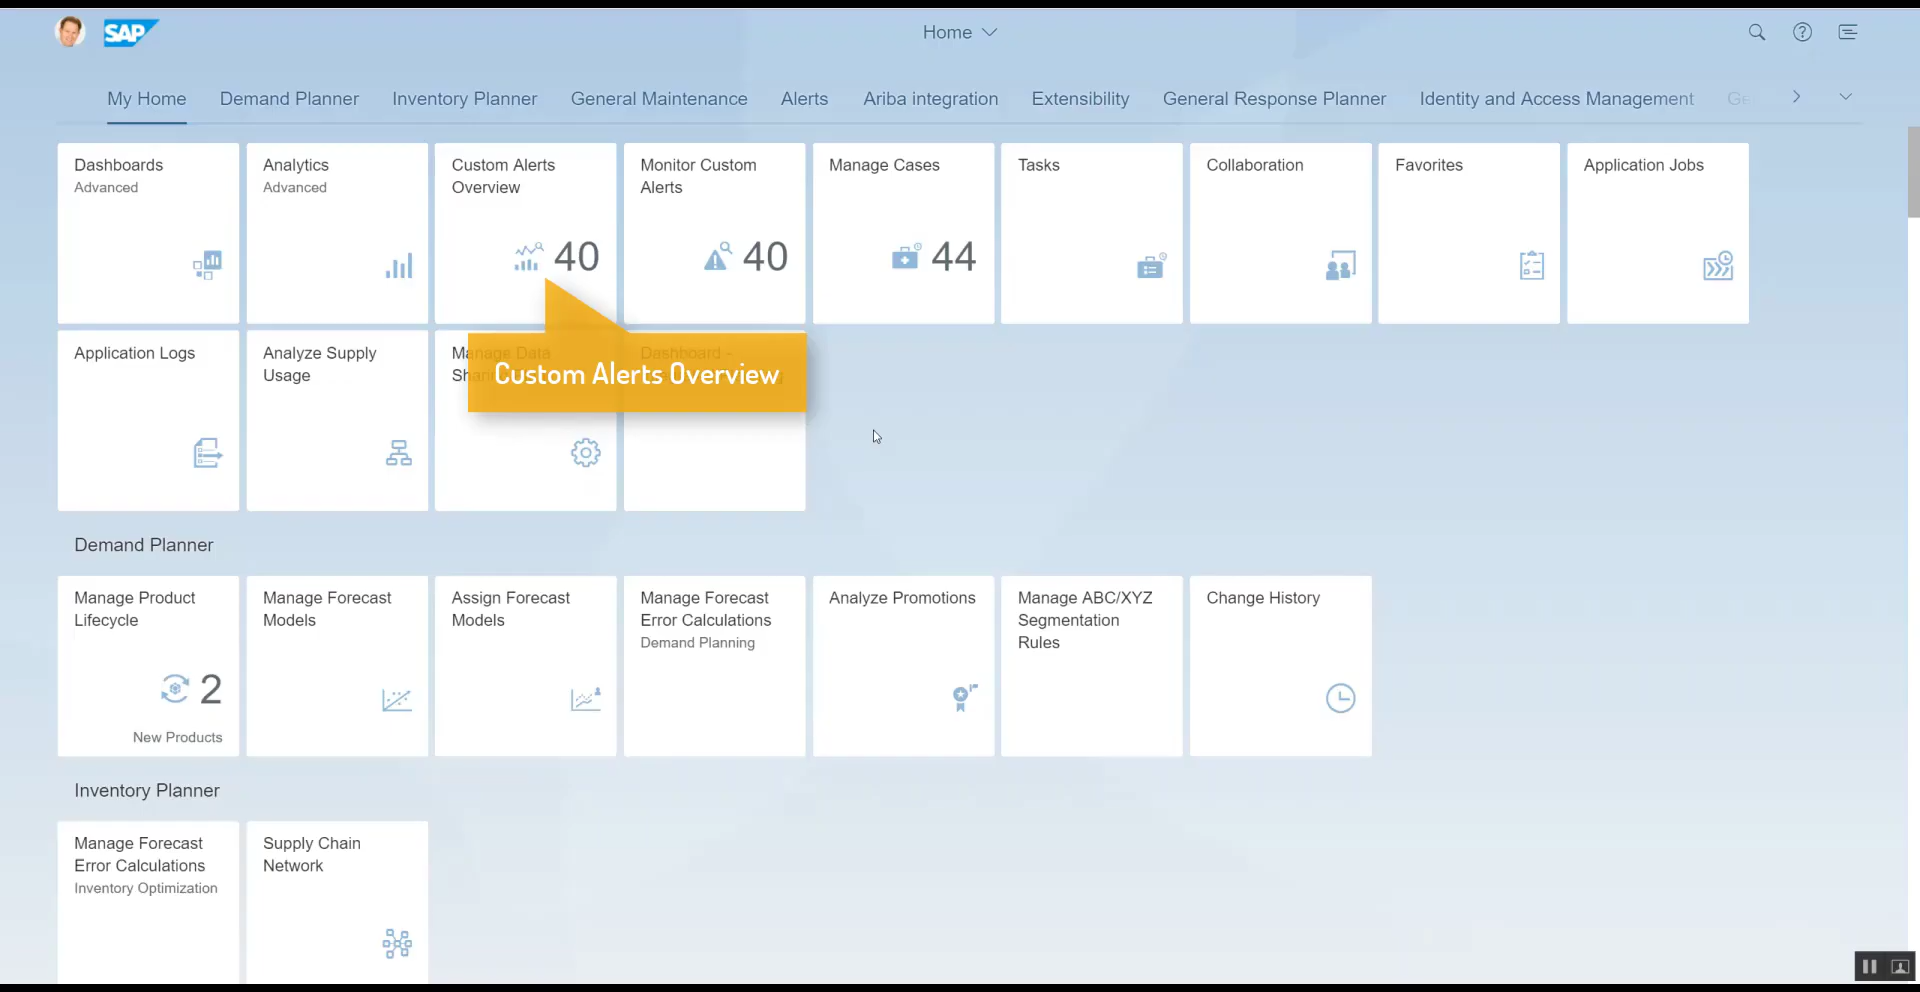 SAP
Home
My Home
Demand Planner
Inventory Planner
General Maintenance
Alerts
Ariba integration
Extensibility
General Response Planner
Identity and Access Management
Dashboards
Advanced
Analytics
Advanced
Custom Alerts
Overview
40
Monitor Custom
Alerts
40
Manage Cases
44
Tasks
Collaboration
Favorites
Application Jobs
Application Logs
Analyze Supply
Usage
Manage Data
Dashboard -
Custom Alerts Overview
Demand Planner
Manage Product
Lifecycle
2
New Products
Manage Forecast
Models
Assign Forecast
Models
Manage Forecast
Error Calculations
Demand Planning
Analyze Promotions
Manage ABC/XYZ
Segmentation
Rules
Change History
Inventory Planner
Manage Forecast
Error Calculations
Inventory Optimization
Supply Chain
Network